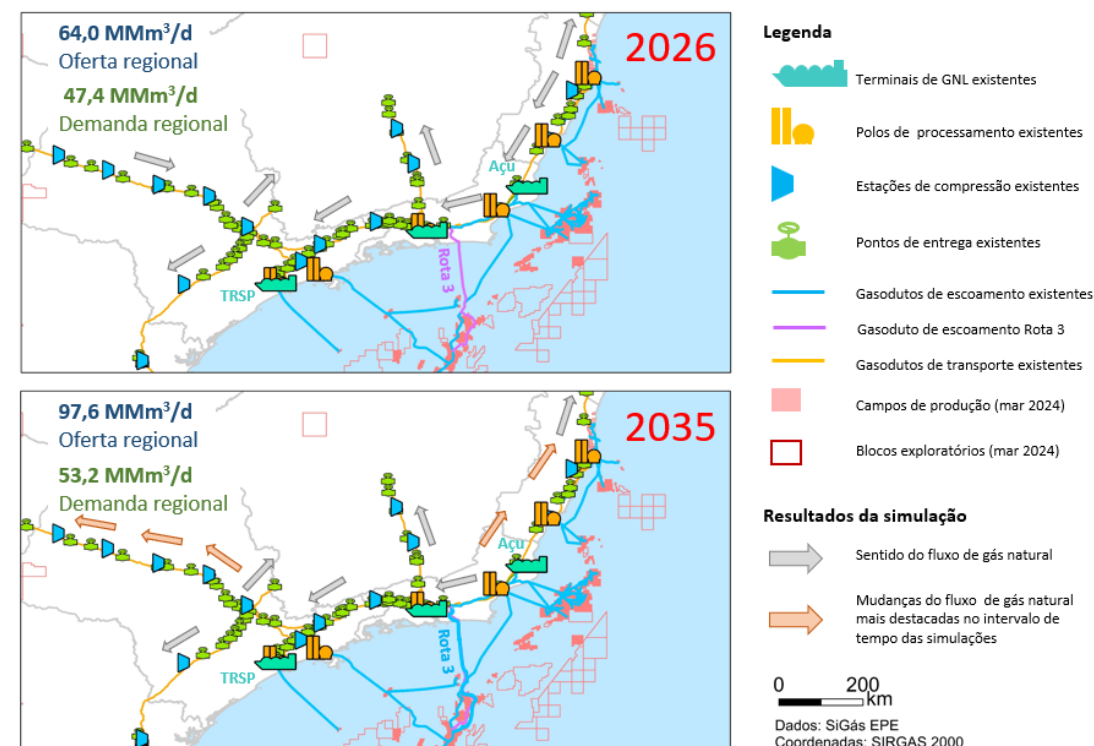 64,0 MMm³/d
Oferta regional
47,4 MMm³/d
Demanda regional
2026
Açu
Rota 3
TRSP
97,6 MMm³/d
Oferta regional
53,2 MMm³/d
Demanda regional
2035
Açu
Rota 3
TRSP
Legenda
Terminais de GNL existentes
Polos de processamento existentes
Estações de compressão existentes
Pontos de entrega existentes
Gasodutos de escoamento existentes
Gasoduto de escoamento Rota 3
Gasodutos de transporte existentes
Campos de produção (mar 2024)
Blocos exploratórios (mar 2024)
Resultados da simulação
Sentido do fluxo de gás natural
Mudanças do fluxo de gás natural
mais destacadas no intervalo de
tempo das simulações
0 200
km
Dados: SiGás EPE
Coordenadas: SIRGAS 2000